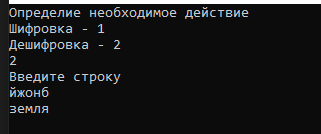 Определие необходимое действие
Шифровка - 1
Дешифровка - 2
2
Введите строку
йжонб
земля